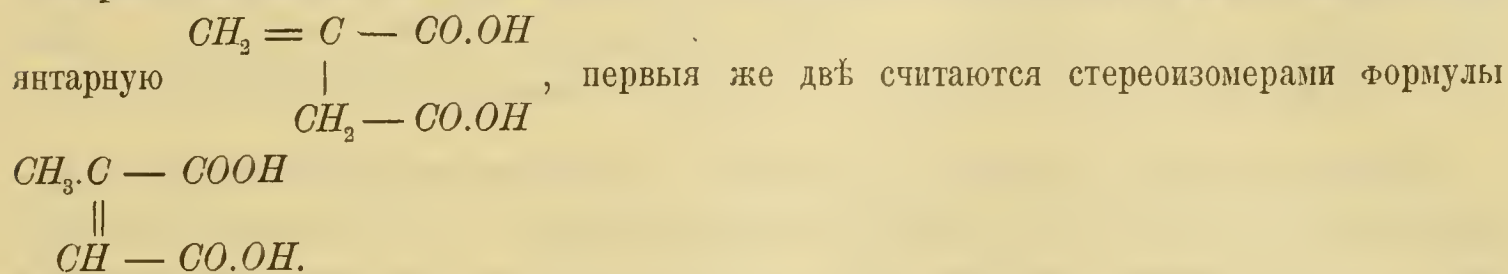 CH₂ = C — CO.OH
янтарную | , первыя же двѣ считаются стереоизомерами формулы
CH₂ — CO.OH
CH₃.C — COOH
||
CH — CO.OH.